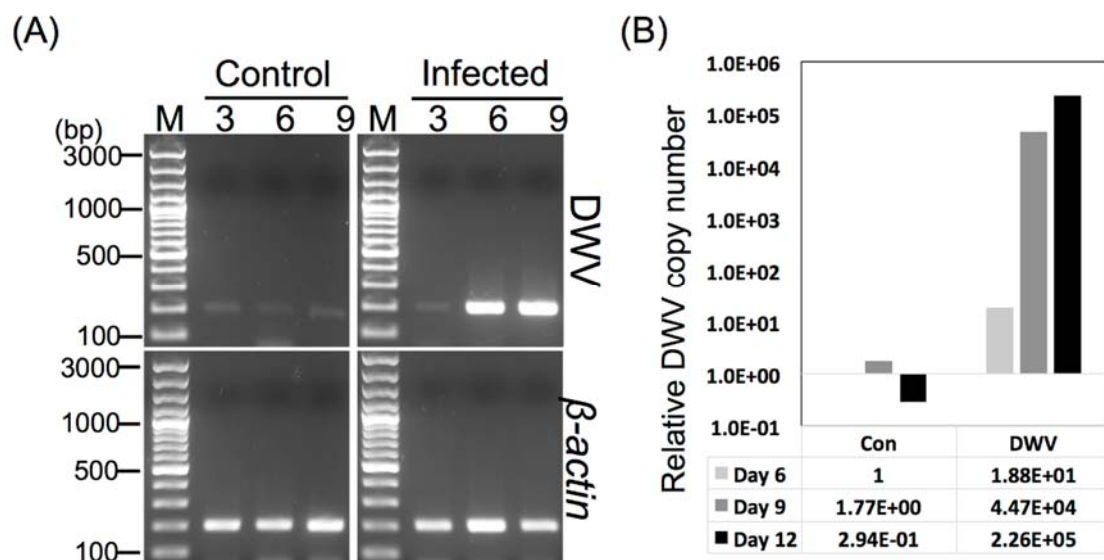 (A)
Control Infected
M 3 6 9 M 3 6 9
(bp)
3000
1000
500
100
DWV
3000
1000
500
100
β-actin
(B)
Relative DWV copy number
1.0E+06
1.0E+05
1.0E+04
1.0E+03
1.0E+02
1.0E+01
1.0E+00
1.0E-01
Con DWV
Day 6 1 1.88E+01
Day 9 1.77E+00 4.47E+04
Day 12 2.94E-01 2.26E+05